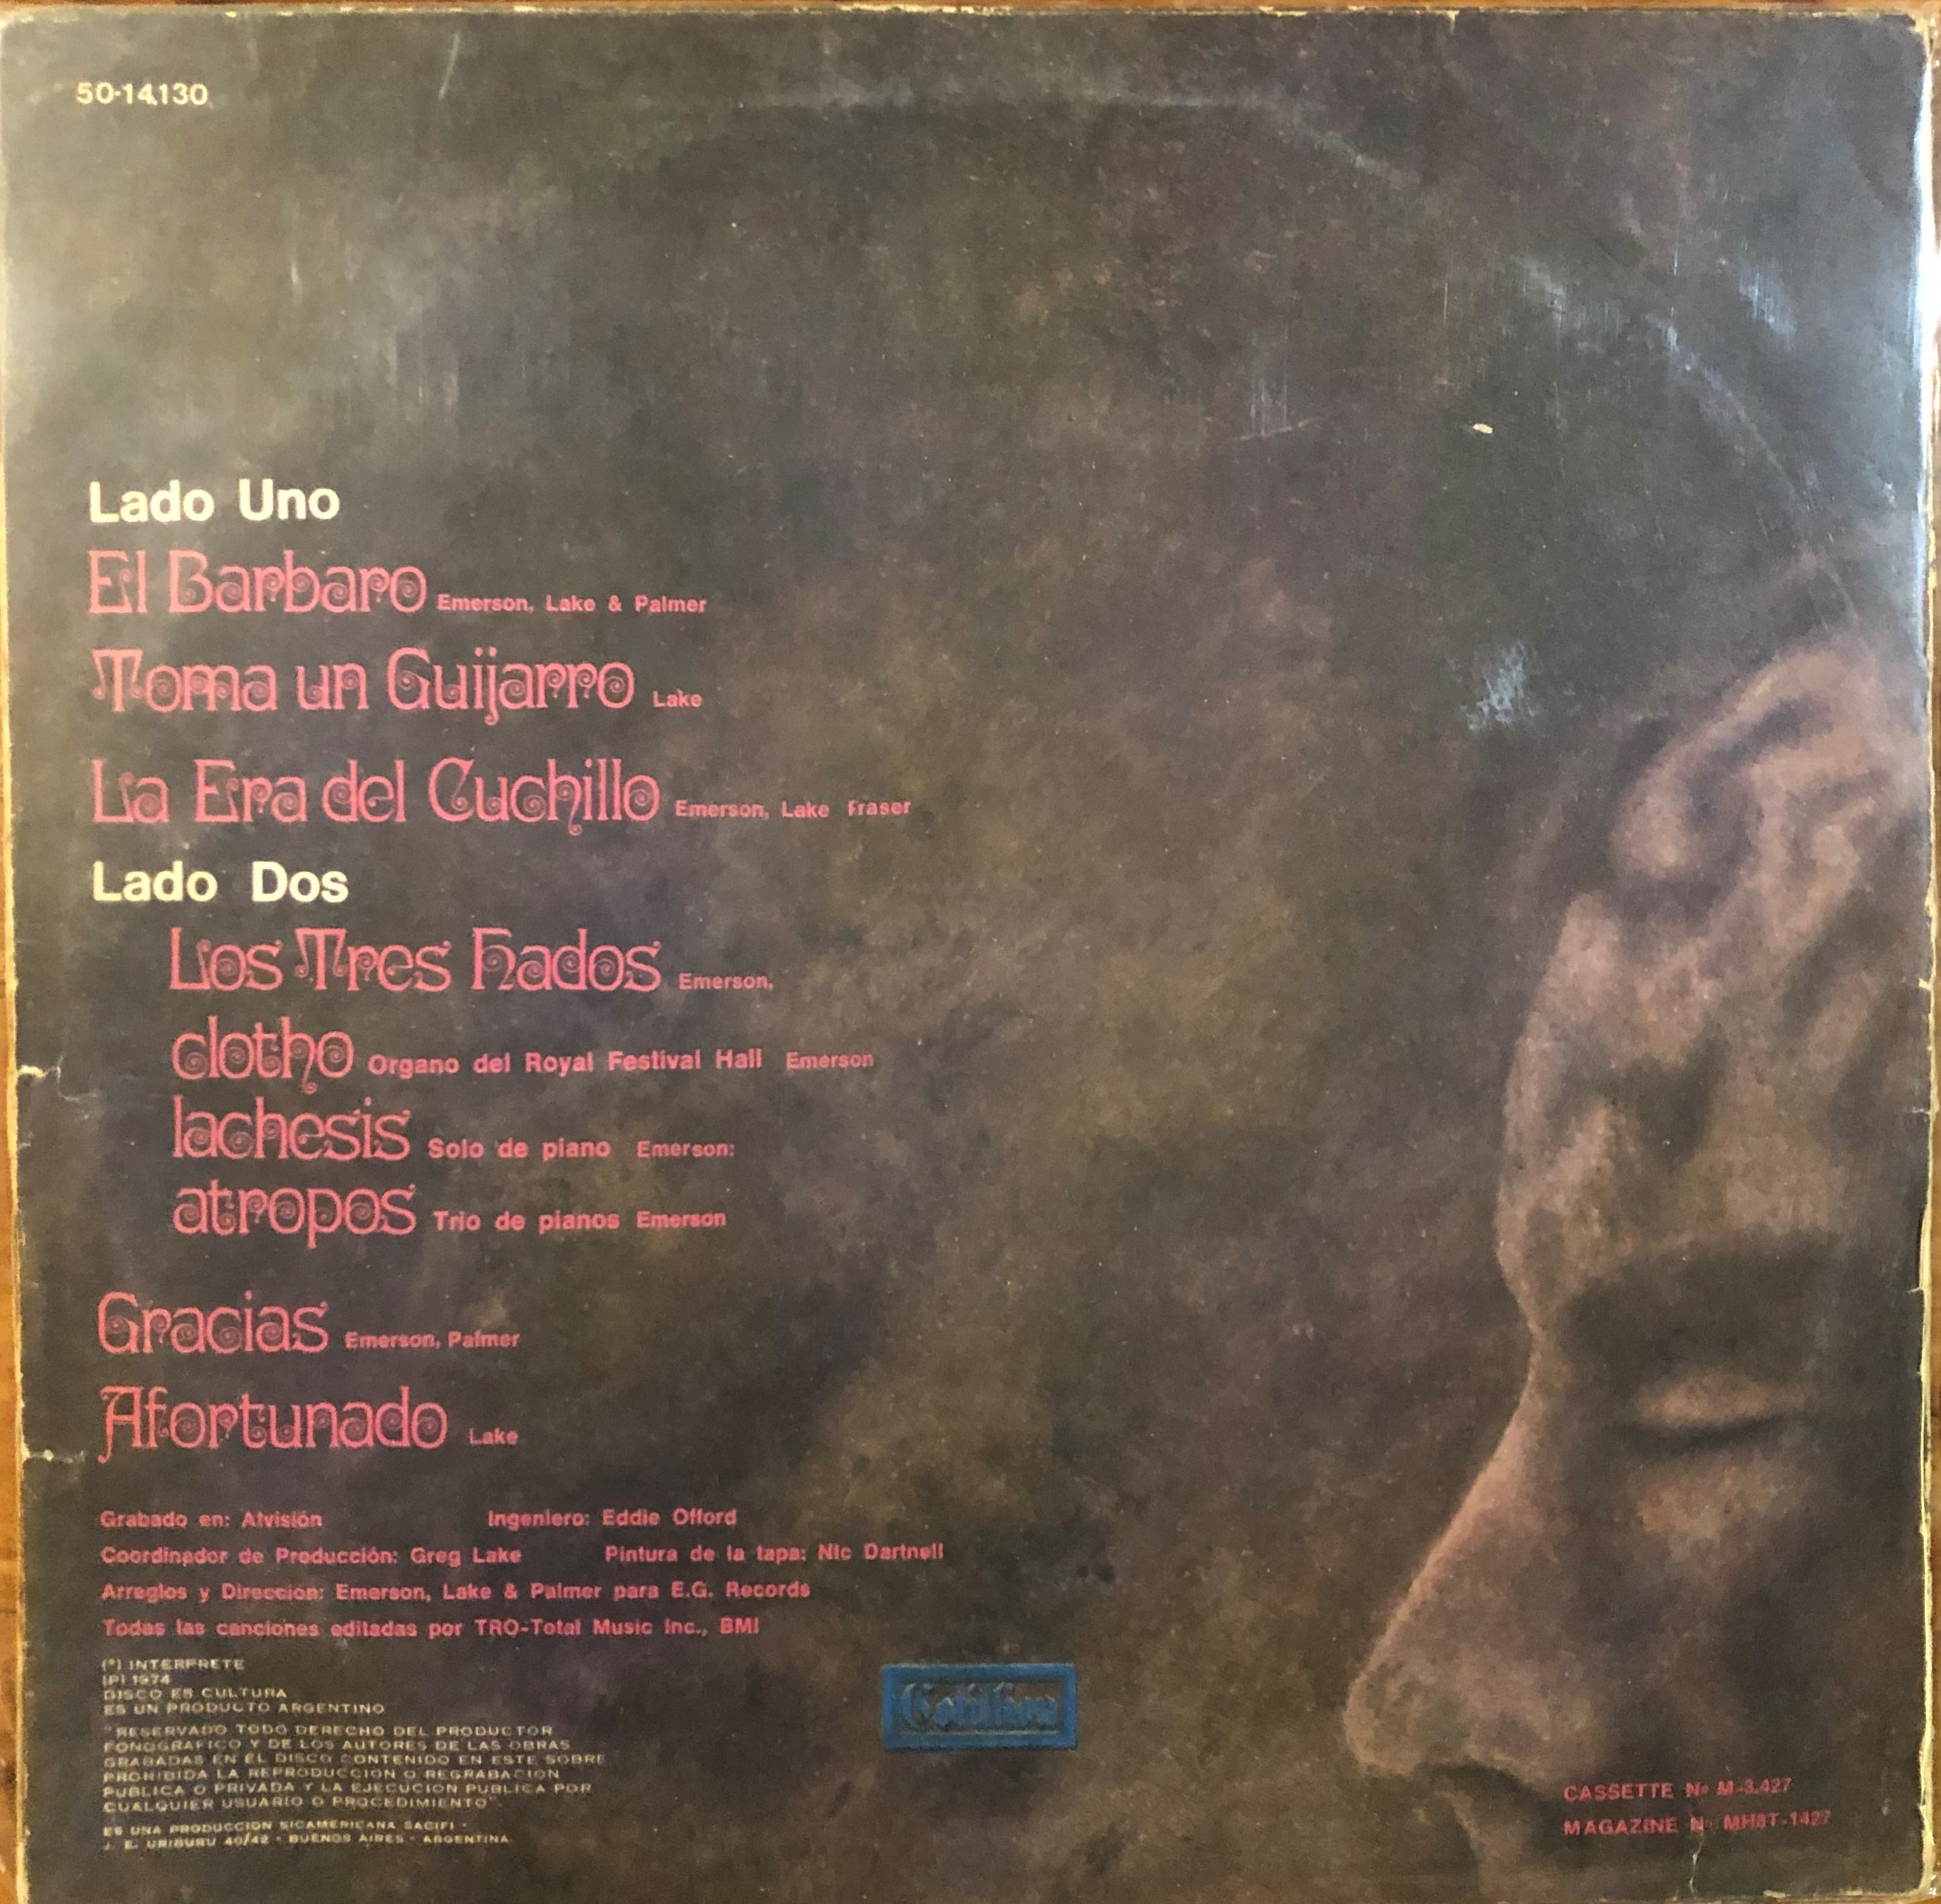 50-14.130
Lado Uno
El Barbaro Emerson, Lake & Palmer
Toma un Guijarro Lake
La Era del Cuchillo Emerson, Lake Fraser
Lado Dos
Los Tres Hados Emerson,
clotho Organo del Royal Festival Hall Emerson
lachesis Solo de piano Emerson:
atropos Trio de pianos Emerson
Gracias Emerson, Palmer
Afortunado Lake
Grabado en: Alvisión Ingeniero: Eddie Offord
Coordinador de Producción: Greg Lake Pintura de la tapa: Nic Dartnell
Arreglos y Dirección: Emerson, Lake & Palmer para E.G. Records
Todas las canciones editadas por TRO-Total Music Inc., BMI
(*) INTERPRETE
(P) 1974
DISCO ES CULTURA
ES UN PRODUCTO ARGENTINO
"RESERVADO TODO DERECHO DEL PRODUCTOR
FONOGRAFICO Y DE LOS AUTORES DE LAS OBRAS
GRABADAS EN EL DISCO CONTENIDO EN ESTE SOBRE
PROHIBIDA LA REPRODUCCION O REGRABACION
PUBLICA O PRIVADA Y LA EJECUCION PUBLICA POR
CUALQUIER USUARIO O PROCEDIMIENTO".
ES UNA PRODUCCION SICAMERICANA SACIFI -
J. E. URIBURU 40/42 - BUENOS AIRES - ARGENTINA
Cotillion
CASSETTE Nº M-3.427
MAGAZINE Nº MH8T-1427